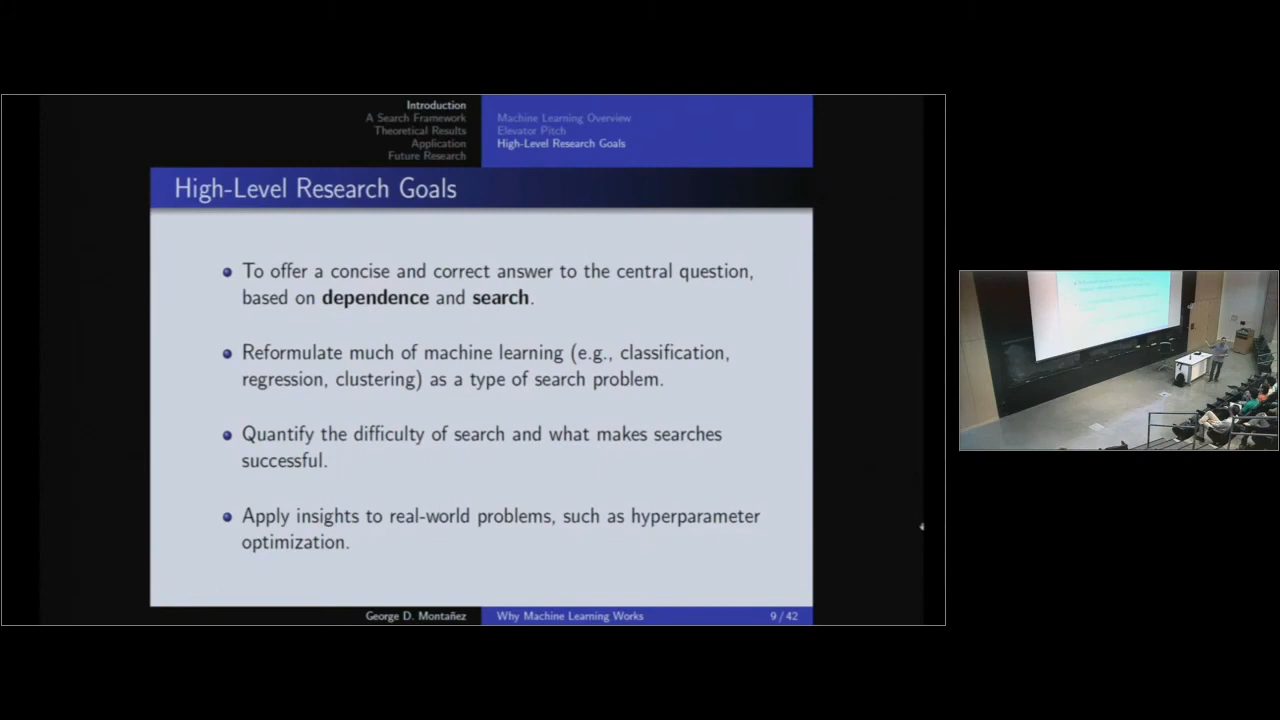 Introduction
A Search Framework
Theoretical Results
Application
Future Research
Machine Learning Overview
Elevator Pitch
High-Level Research Goals
High-Level Research Goals
To offer a concise and correct answer to the central question,
based on dependence and search.
Reformulate much of machine learning (e.g., classification,
regression, clustering) as a type of search problem.
Quantify the difficulty of search and what makes searches
successful.
Apply insights to real-world problems, such as hyperparameter
optimization.
George D. Montañez
Why Machine Learning Works
9 / 42